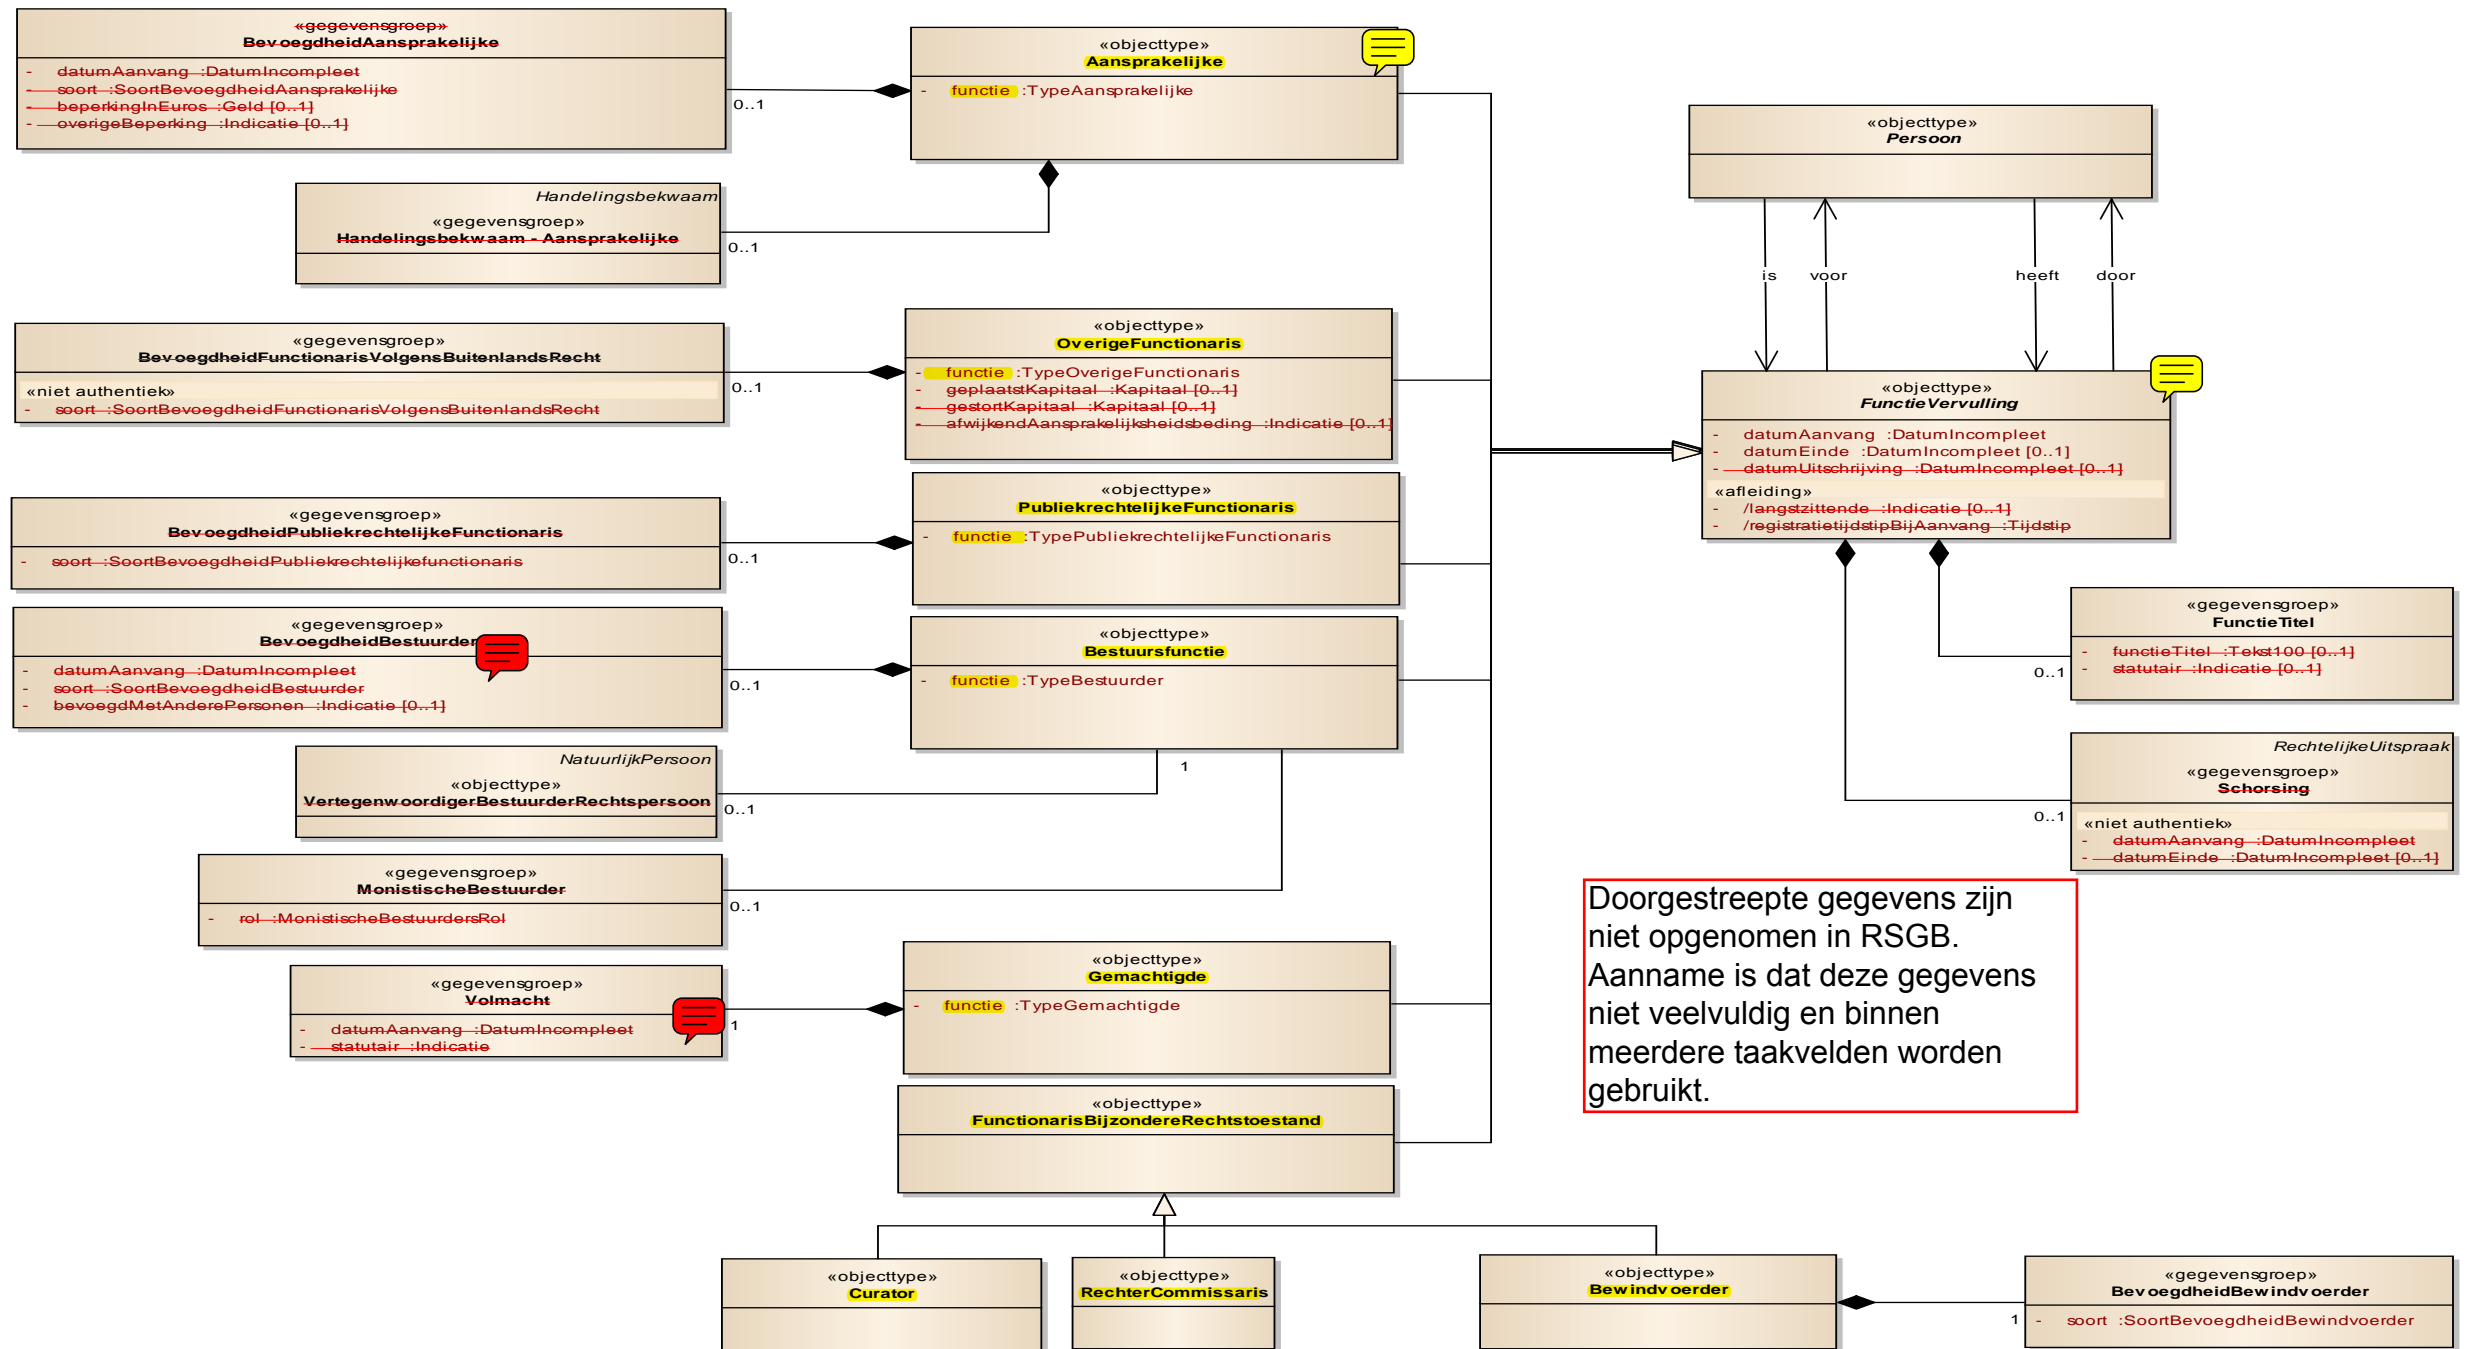 «gegevensgroep»
BevoegdheidAansprakelijke
- datumAanvang :DatumIncompleet
- soort :SoortBevoegdheidAansprakelijke
- beperkingInEuros :Geld [0..1]
- overigeBeperking :Indicatie [0..1]
0..1
«objecttype»
Aansprakelijke
- functie :TypeAansprakelijke
Handelingsbekwaam
«gegevensgroep»
Handelingsbekwaam - Aansprakelijke
0..1
«objecttype»
Persoon
is
voor
heeft
door
«gegevensgroep»
BevoegdheidFunctionarisVolgensBuitenlandsRecht
«niet authentiek»
- soort :SoortBevoegdheidFunctionarisVolgensBuitenlandsRecht
0..1
«objecttype»
OverigeFunctionaris
- functie :TypeOverigeFunctionaris
- geplaatstKapitaal :Kapitaal [0..1]
- gestortKapitaal :Kapitaal [0..1]
- afwijkendAansprakelijksheidsbeding :Indicatie [0..1]
«objecttype»
FunctieVervulling
- datumAanvang :DatumIncompleet
- datumEinde :DatumIncompleet [0..1]
- datumUitschrijving :DatumIncompleet [0..1]
«afleiding»
- /langstzittende :Indicatie [0..1]
- /registratietijdstipBijAanvang :Tijdstip
«gegevensgroep»
BevoegdheidPubliekrechtelijkeFunctionaris
- soort :SoortBevoegdheidPubliekrechtelijkefunctionaris
0..1
«objecttype»
PubliekrechtelijkeFunctionaris
- functie :TypePubliekrechtelijkeFunctionaris
«gegevensgroep»
BevoegdheidBestuurder
- datumAanvang :DatumIncompleet
- soort :SoortBevoegdheidBestuurder
- bevoegdMetAnderePersonen :Indicatie [0..1]
0..1
«objecttype»
Bestuursfunctie
- functie :TypeBestuurder
1
«gegevensgroep»
FunctieTitel
- functieTitel :Tekst100 [0..1]
- statutair :Indicatie [0..1]
0..1
NatuurlijkPersoon
«objecttype»
VertegenwoordigerBestuurderRechtspersoon
0..1
RechtelijkeUitspraak
«gegevensgroep»
Schorsing
«niet authentiek»
- datumAanvang :DatumIncompleet
- datumEinde :DatumIncompleet [0..1]
0..1
«gegevensgroep»
MonistischeBestuurder
- rol :MonistischeBestuurdersRol
0..1
Doorgestreepte gegevens zijn
niet opgenomen in RSGB.
Aanname is dat deze gegevens
niet veelvuldig en binnen
meerdere taakvelden worden
gebruikt.
«gegevensgroep»
Volmacht
- datumAanvang :DatumIncompleet
- statutair :Indicatie
1
«objecttype»
Gemachtigde
- functie :TypeGemachtigde
«objecttype»
FunctionarisBijzondereRechtstoestand
«objecttype»
Curator
«objecttype»
RechterCommissaris
«objecttype»
Bewindvoerder
1
«gegevensgroep»
BevoegdheidBewindvoerder
- soort :SoortBevoegdheidBewindvoerder